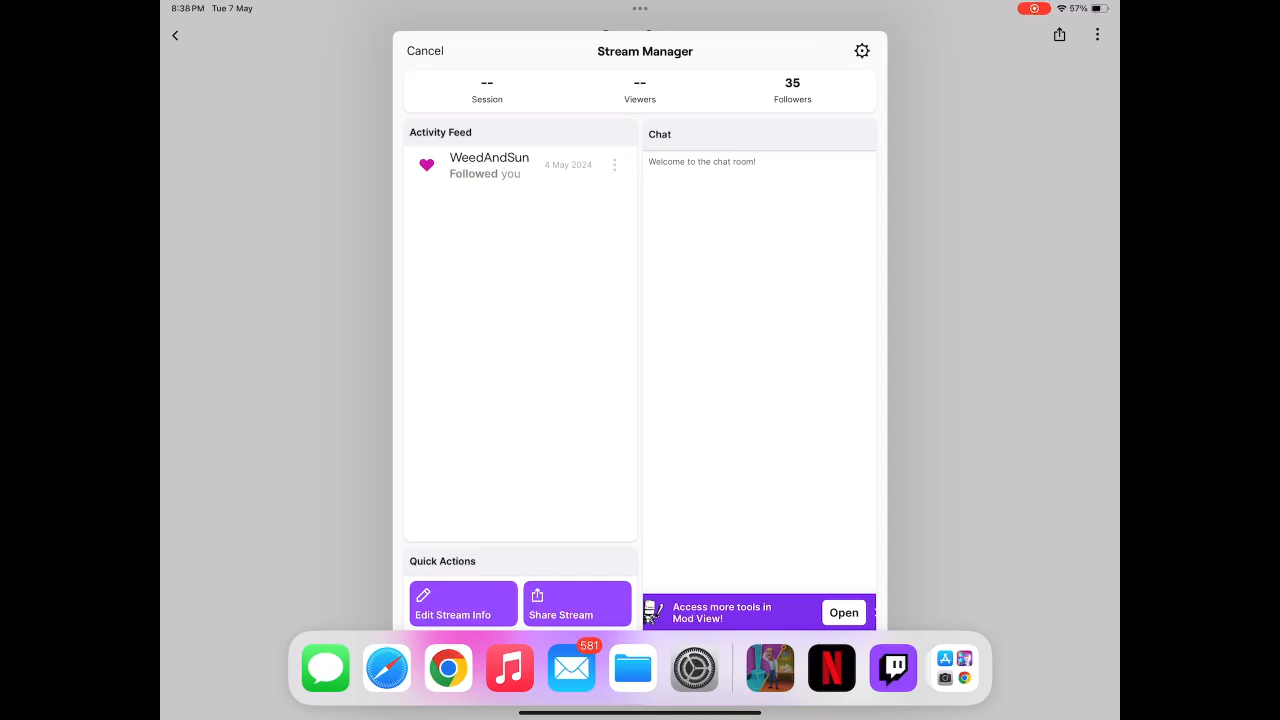 8:38 PM Tue 7 May
57%
Cancel
Stream Manager
--
Session
--
Viewers
35
Followers
Activity Feed
WeedAndSun
Followed you
4 May 2024
Chat
Welcome to the chat room!
Quick Actions
Edit Stream Info
Share Stream
Access more tools in
Mod View!
Open
581
N